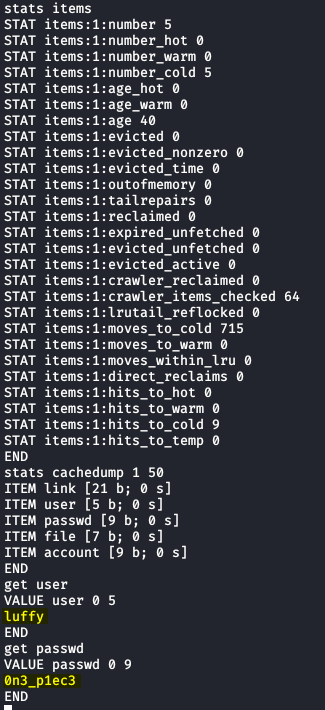 stats items
STAT items:1:number 5
STAT items:1:number_hot 0
STAT items:1:number_warm 0
STAT items:1:number_cold 5
STAT items:1:age_hot 0
STAT items:1:age_warm 0
STAT items:1:age 40
STAT items:1:evicted 0
STAT items:1:evicted_nonzero 0
STAT items:1:evicted_time 0
STAT items:1:outofmemory 0
STAT items:1:tailrepairs 0
STAT items:1:reclaimed 0
STAT items:1:expired_unfetched 0
STAT items:1:evicted_unfetched 0
STAT items:1:evicted_active 0
STAT items:1:crawler_reclaimed 0
STAT items:1:crawler_items_checked 64
STAT items:1:lrutail_reflocked 0
STAT items:1:moves_to_cold 715
STAT items:1:moves_to_warm 0
STAT items:1:moves_within_lru 0
STAT items:1:direct_reclaims 0
STAT items:1:hits_to_hot 0
STAT items:1:hits_to_warm 0
STAT items:1:hits_to_cold 9
STAT items:1:hits_to_temp 0
END
stats cachedump 1 50
ITEM link [21 b; 0 s]
ITEM user [5 b; 0 s]
ITEM passwd [9 b; 0 s]
ITEM file [7 b; 0 s]
ITEM account [9 b; 0 s]
END
get user
VALUE user 0 5
luffy
END
get passwd
VALUE passwd 0 9
0n3_p1ec3
END